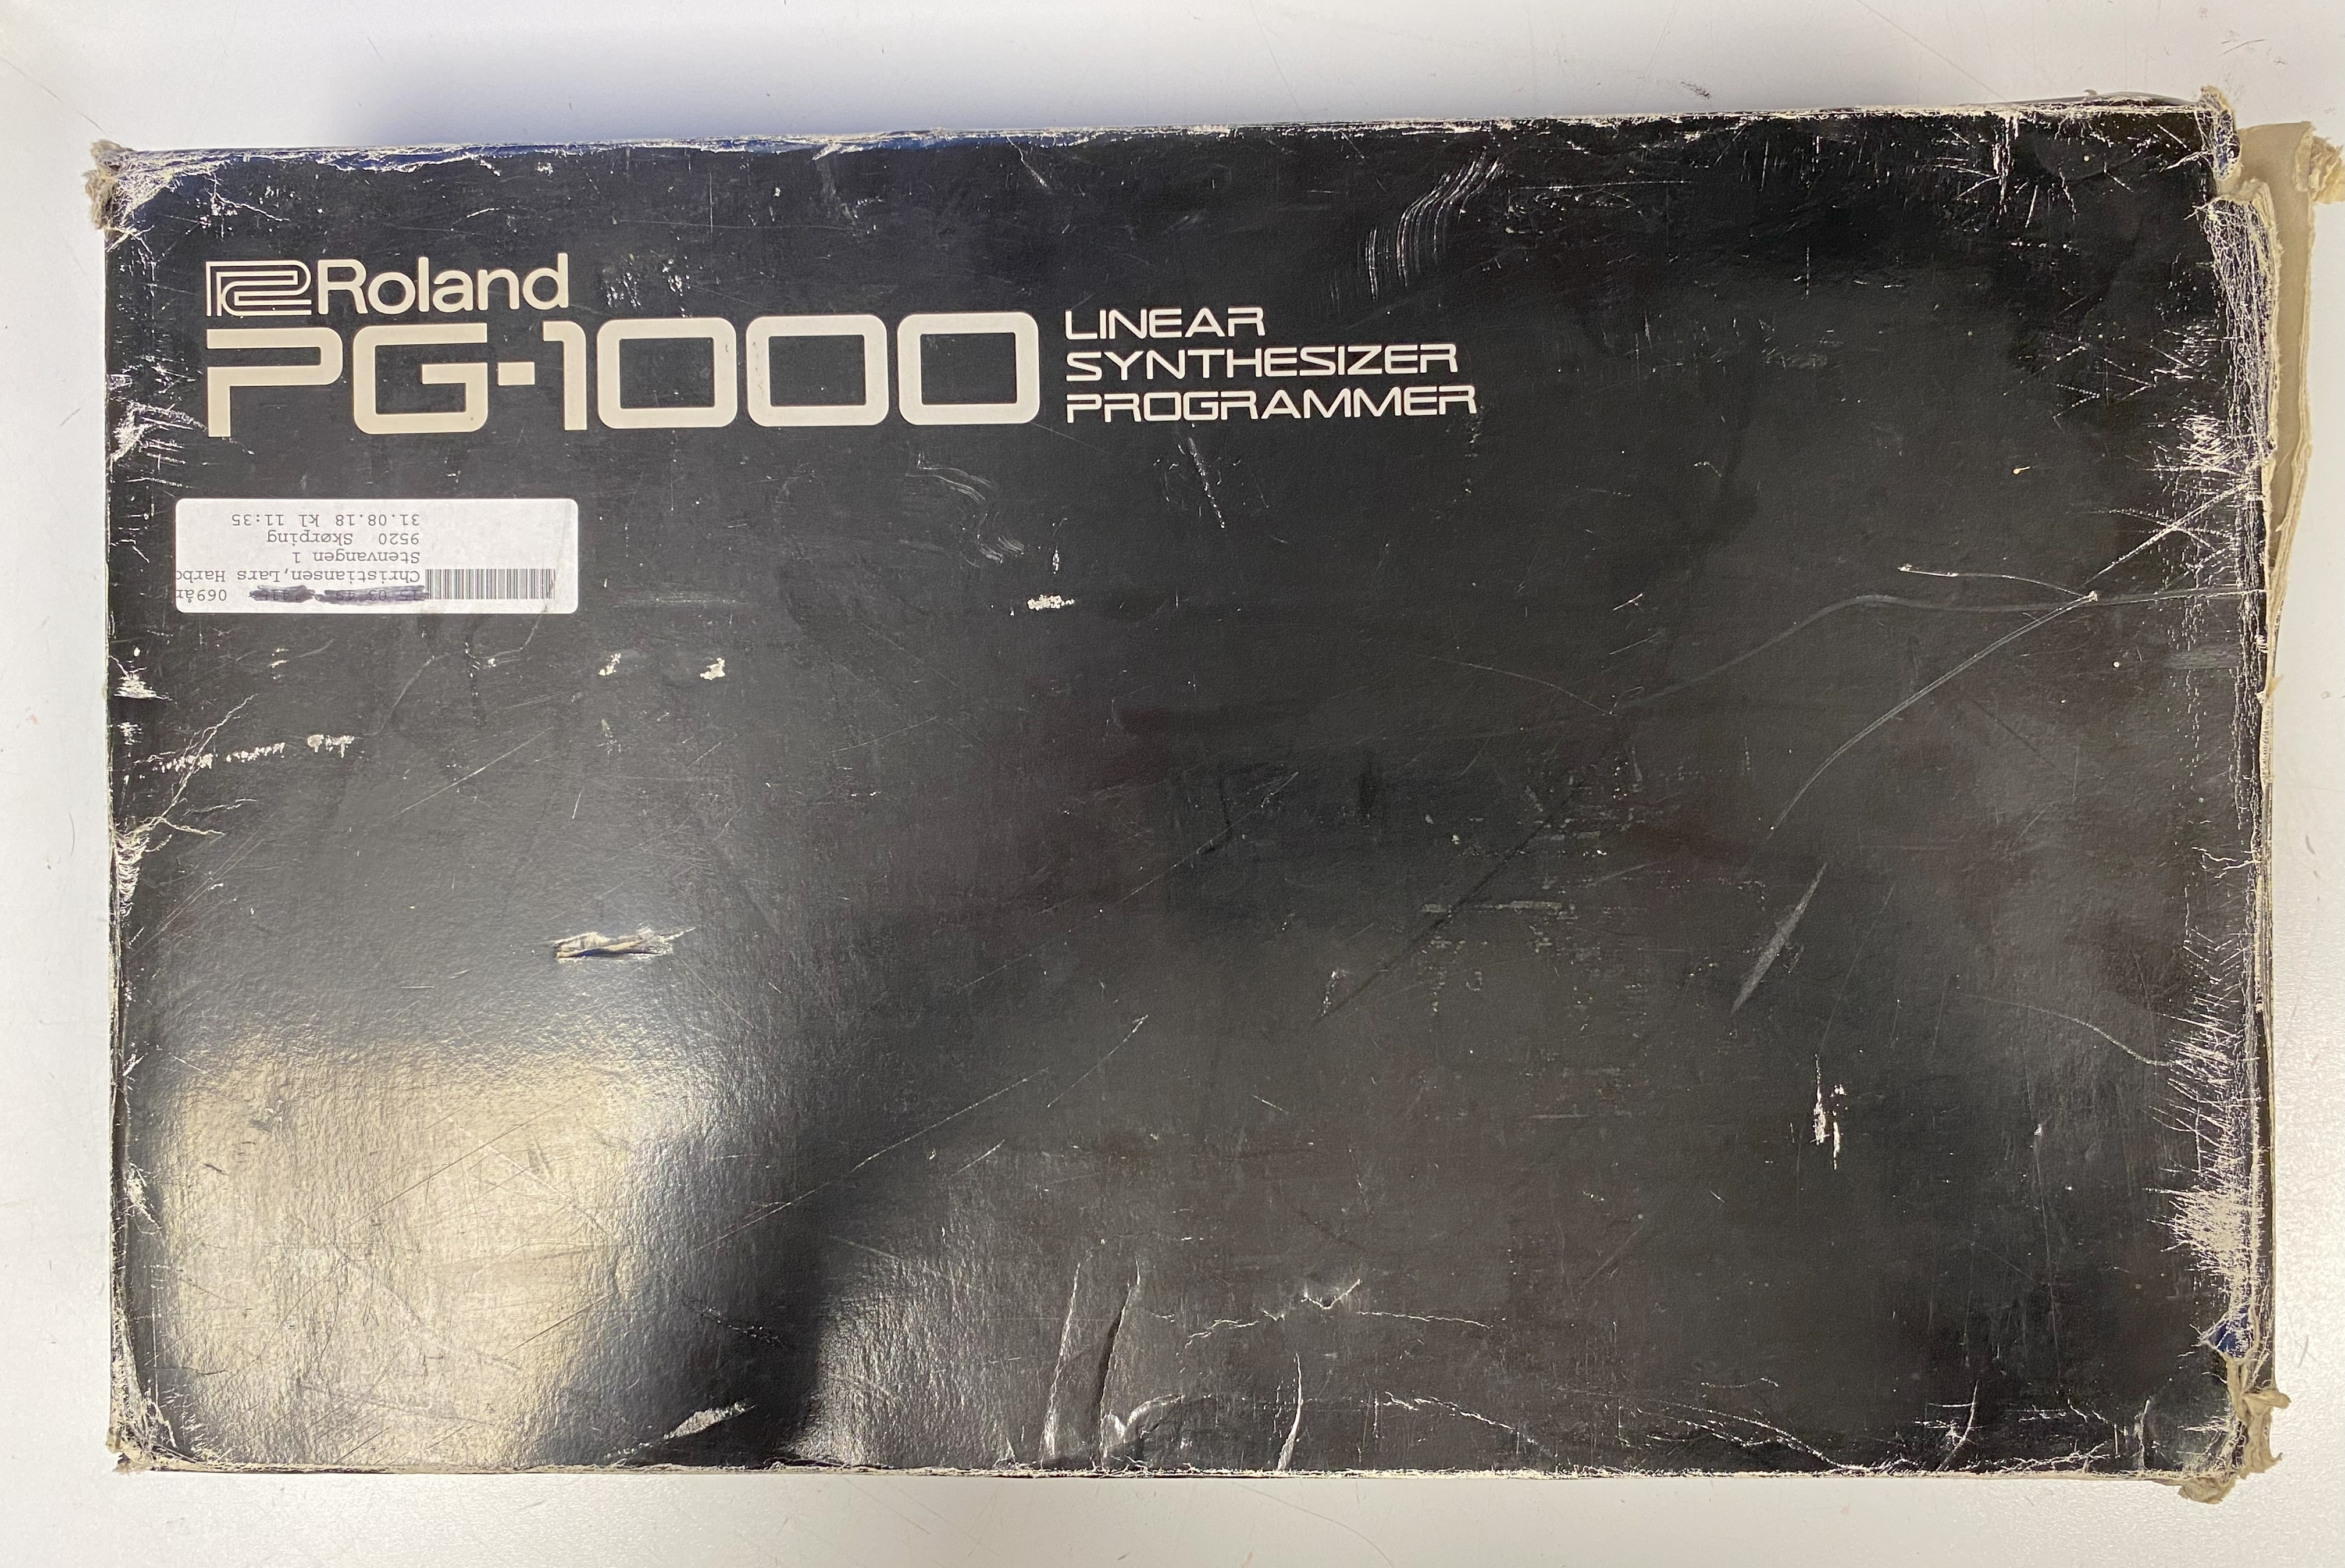 Roland
PG-1000
LINEAR
SYNTHESIZER
PROGRAMMER
069år
Christiansen,Lars
Stenvangen 1
9520 Skørping
31.08.18 kl 11:35